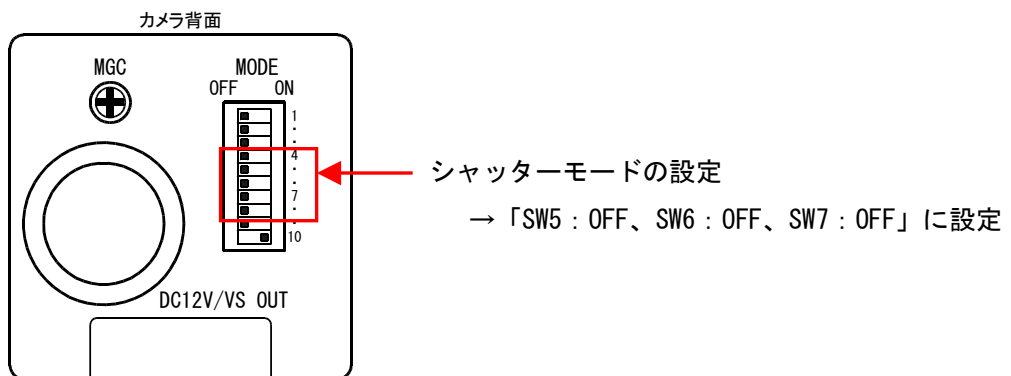 カメラ背面
MGC
MODE
OFF ON
1
・
・
4
・
・
7
・
・
10
シャッターモードの設定
→「SW5：OFF、SW6：OFF、SW7：OFF」に設定
DC12V/VS OUT